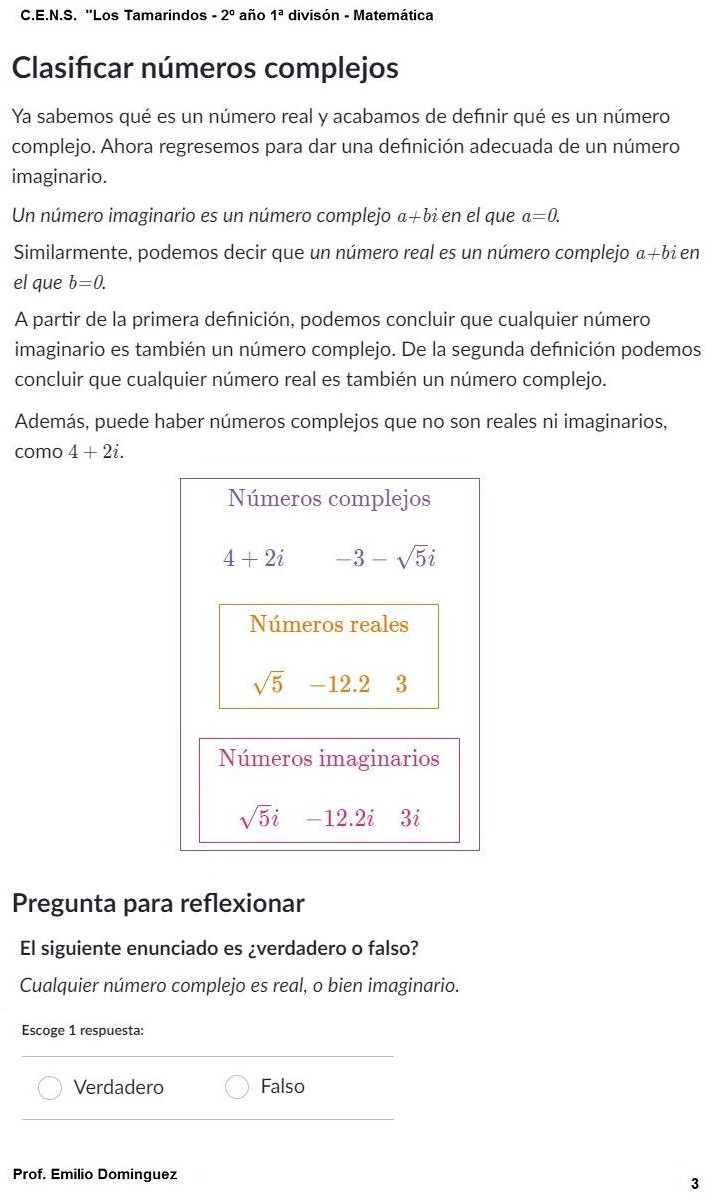 C.E.N.S. "Los Tamarindos - 2º año 1ª divisón - Matemática
Clasificar números complejos
Ya sabemos qué es un número real y acabamos de definir qué es un número
complejo. Ahora regresemos para dar una definición adecuada de un número
imaginario.
Un número imaginario es un número complejo a+bi en el que a=0.
Similarmente, podemos decir que un número real es un número complejo a+bi en
el que b=0.
A partir de la primera definición, podemos concluir que cualquier número
imaginario es también un número complejo. De la segunda definición podemos
concluir que cualquier número real es también un número complejo.
Además, puede haber números complejos que no son reales ni imaginarios,
como 4 + 2i.
Números complejos
4 + 2i −3 − √5i
Números reales
√5 −12.2 3
Números imaginarios
√5i −12.2i 3i
Pregunta para reflexionar
El siguiente enunciado es ¿verdadero o falso?
Cualquier número complejo es real, o bien imaginario.
Escoge 1 respuesta:
Verdadero Falso
Prof. Emilio Dominguez
3